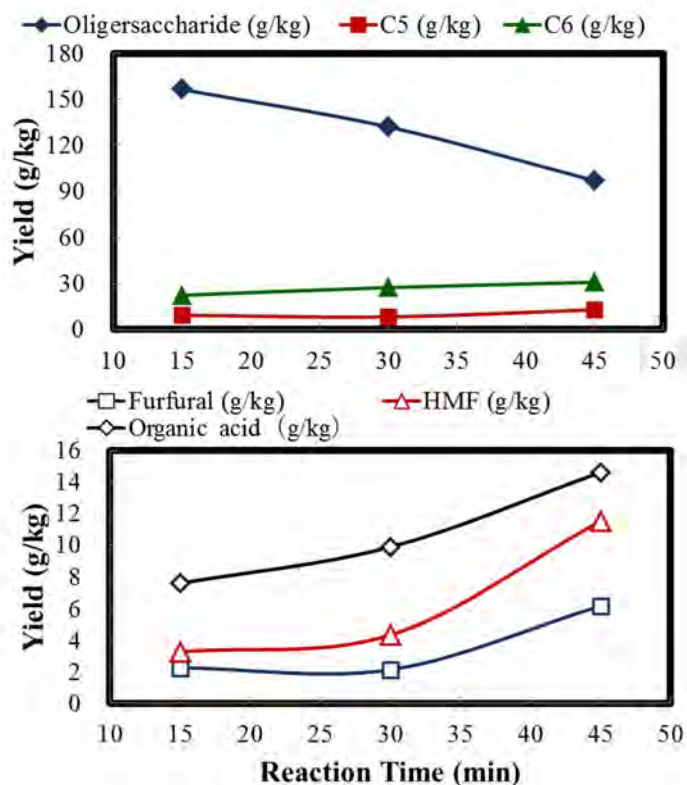 Oligersaccharide (g/kg) C5 (g/kg) C6 (g/kg)
180
150
120
90
60
30
0
10 15 20 25 30 35 40 45 50
Yield (g/kg)
Furfural (g/kg) HMF (g/kg)
Organic acid （g/kg）
16
14
12
10
8
6
4
2
0
10 15 20 25 30 35 40 45 50
Yield (g/kg)
Reaction Time (min)